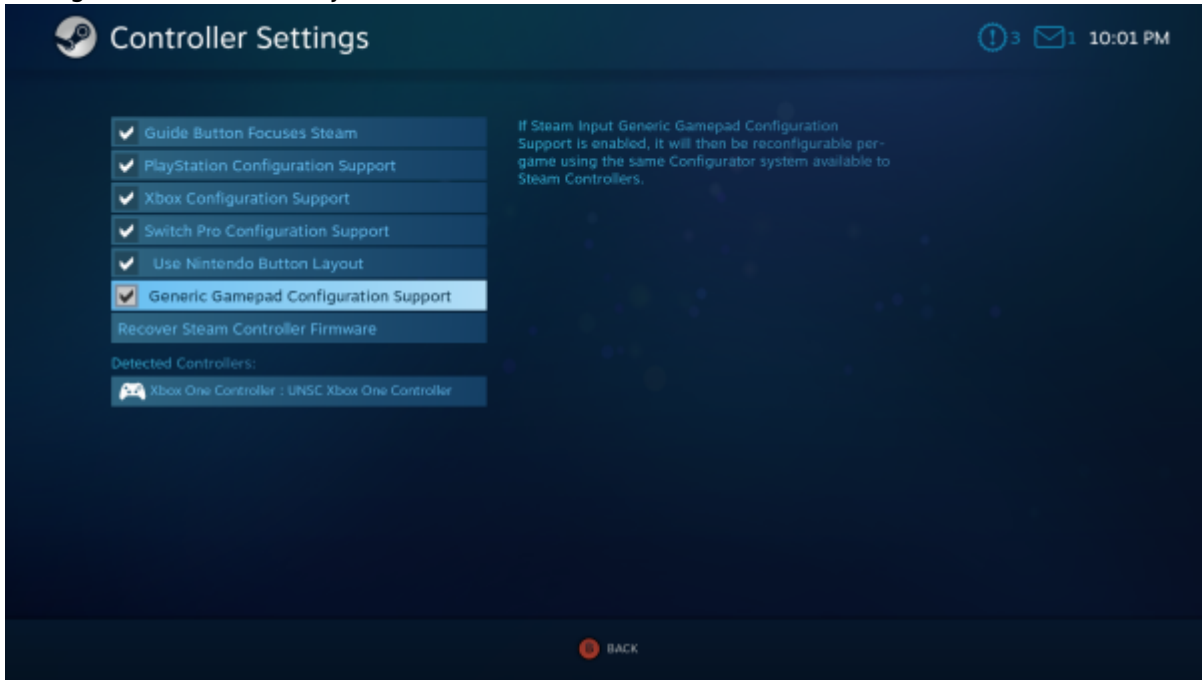 Controller Settings
3 1 10:01 PM
Guide Button Focuses Steam
PlayStation Configuration Support
Xbox Configuration Support
Switch Pro Configuration Support
Use Nintendo Button Layout
Generic Gamepad Configuration Support
Recover Steam Controller Firmware
Detected Controllers:
Xbox One Controller : UNSC Xbox One Controller
If Steam Input Generic Gamepad Configuration
Support is enabled, it will then be reconfigurable per-
game using the same Configurator system available to
Steam Controllers.
B BACK